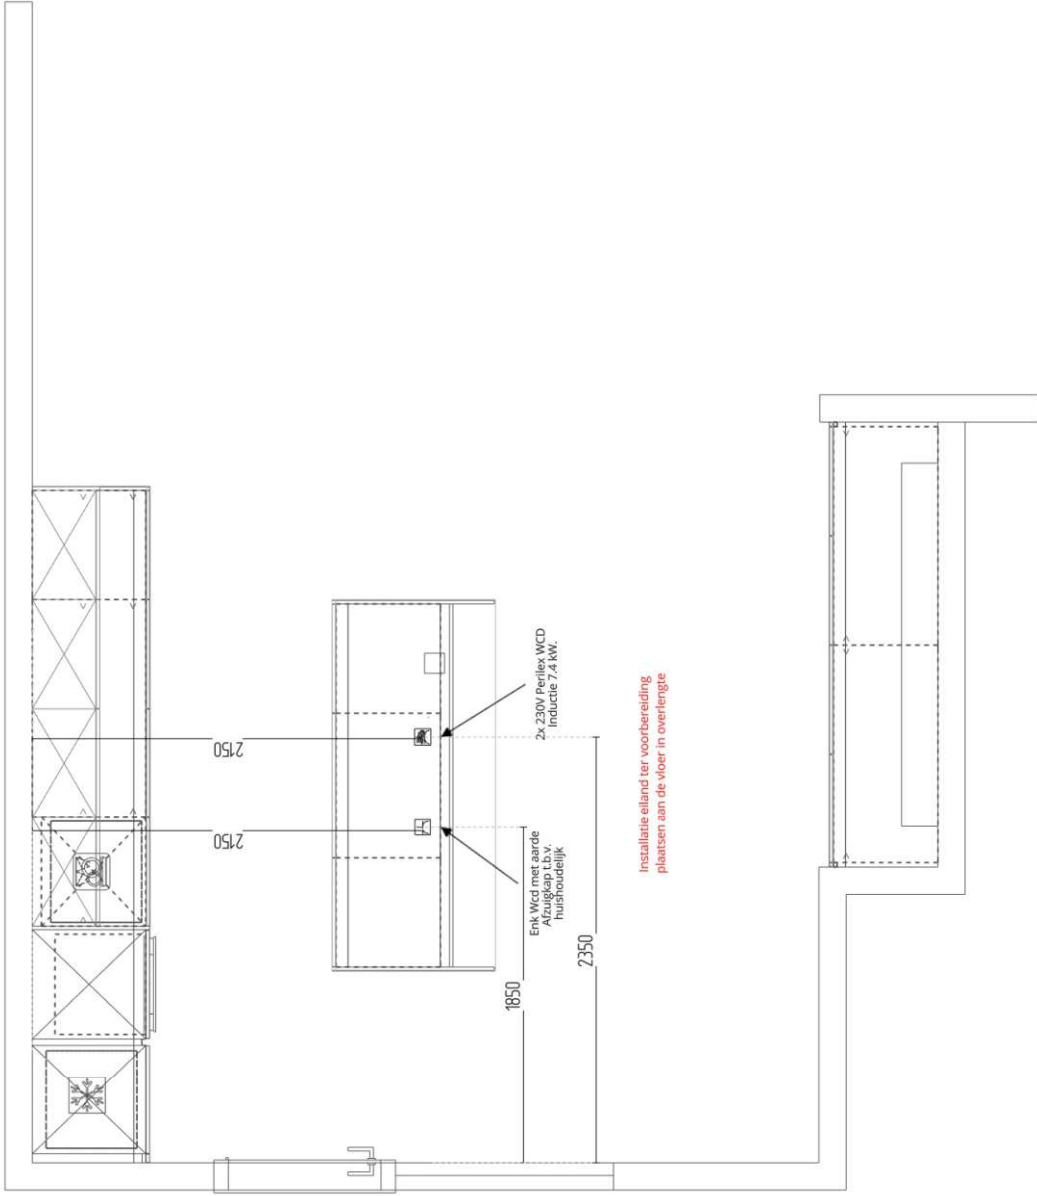 2150
2150
2x 230V Perilex WCD
Inductie 7.4 kW.
Enk Wcd met aarde
Afzuigkap t.b.v.
huishoudelijk
1850
2350
Installatie eiland ter voorbereiding
plaatsen aan de vloer in overlengte